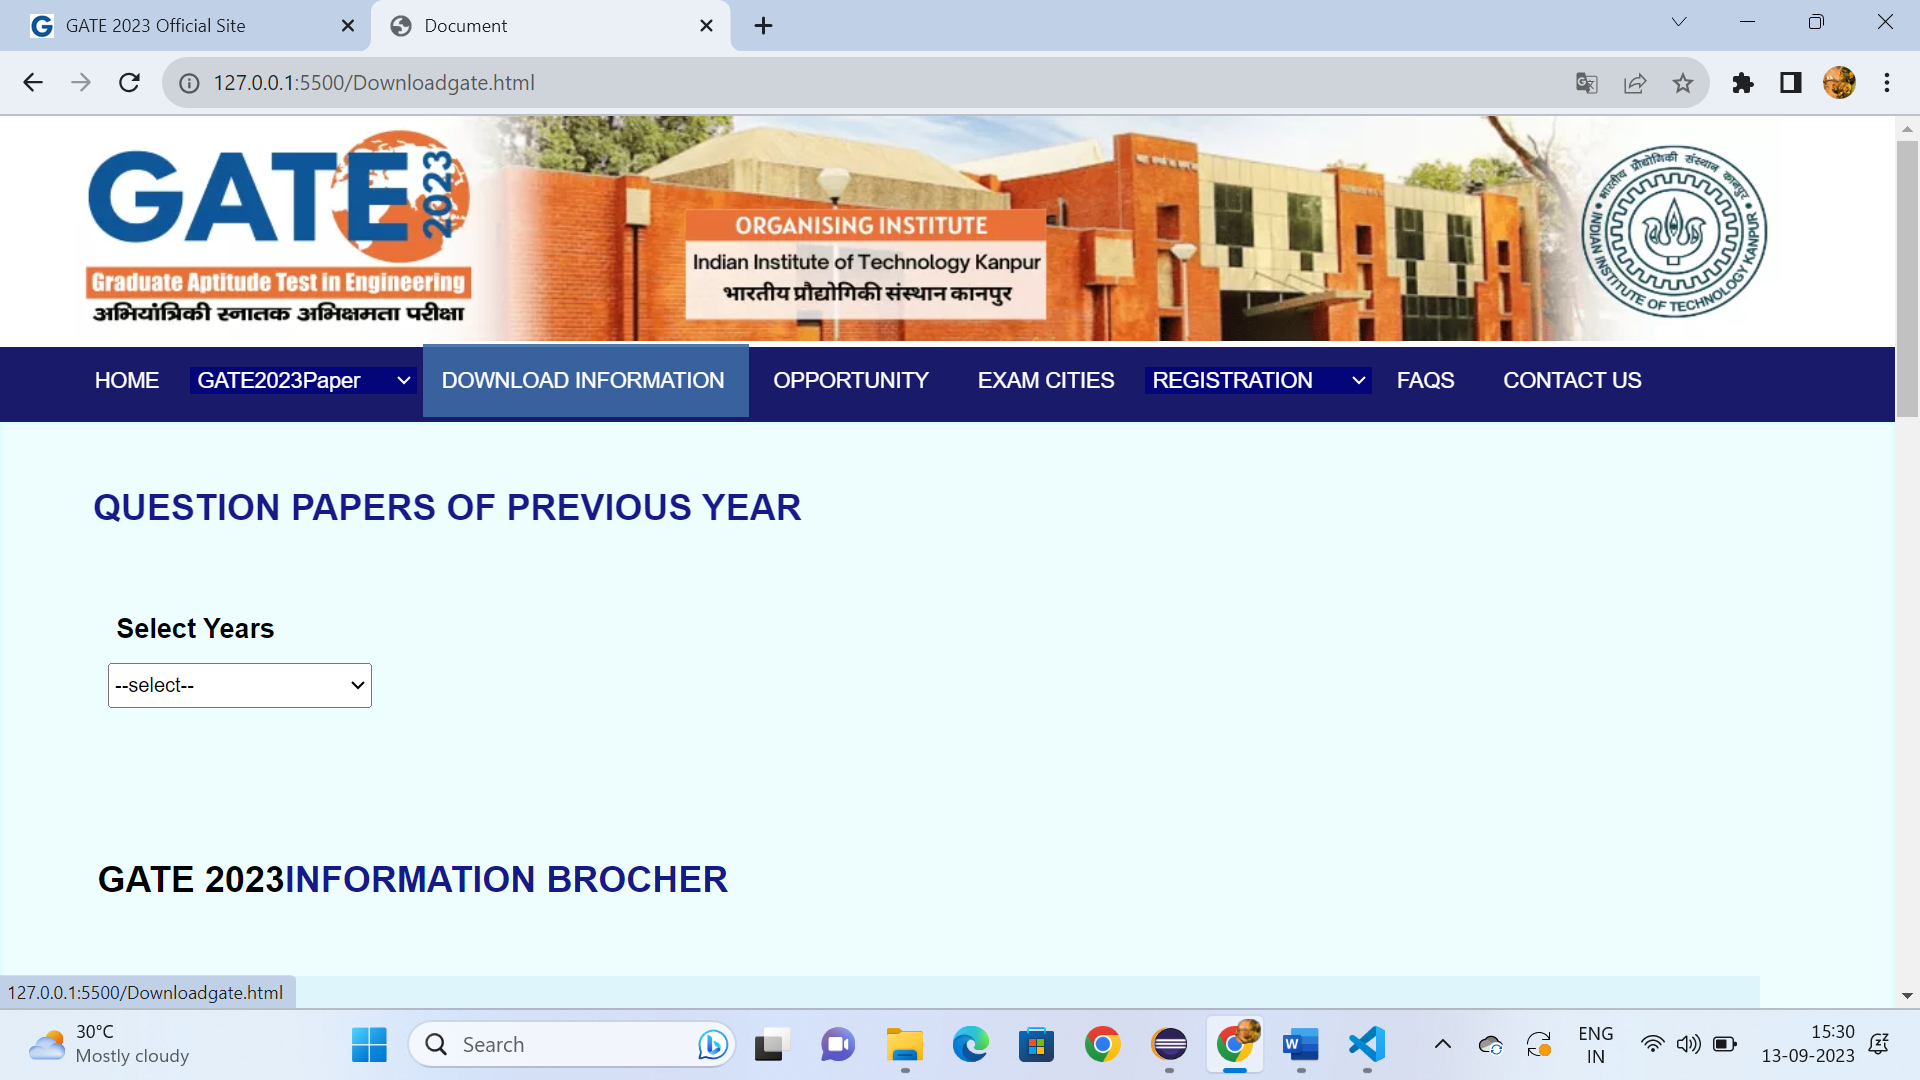 GATE 2023 Official Site
Document
127.0.0.1:5500/Downloadgate.html
GATE 2023
Graduate Aptitude Test in Engineering
अभियांत्रिकी स्नातक अभिक्षमता परीक्षा
ORGANISING INSTITUTE
Indian Institute of Technology Kanpur
भारतीय प्रौद्योगिकी संस्थान कानपुर
भारतीय प्रौद्योगिकी संस्थान कानपुर
INDIAN INSTITUTE OF TECHNOLOGY KANPUR
HOME GATE2023Paper DOWNLOAD INFORMATION OPPORTUNITY EXAM CITIES REGISTRATION FAQS CONTACT US
QUESTION PAPERS OF PREVIOUS YEAR
Select Years
--select--
GATE 2023INFORMATION BROCHER
127.0.0.1:5500/Downloadgate.html
30°C
Mostly cloudy
Search
ENG
IN
15:30
13-09-2023